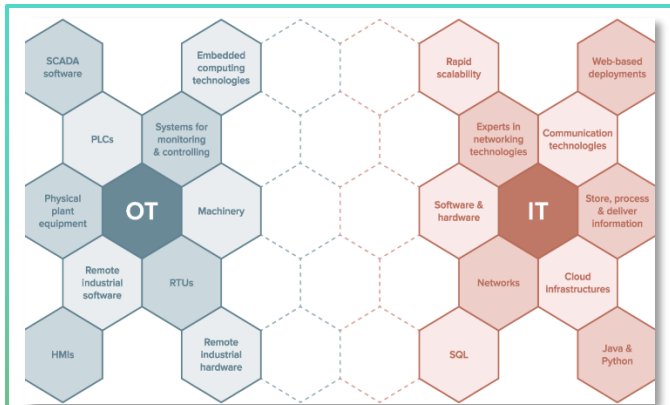 SCADA
software
Embedded
computing
technologies
Rapid
scalability
Web-based
deployments
PLCs
Systems for
monitoring
& controlling
Experts in
networking
technologies
Communication
technologies
Physical
plant
equipment
OT
Machinery
Software &
hardware
IT
Store, process
& deliver
information
Remote
industrial
software
RTUs
Networks
Cloud
infrastructures
HMIs
Remote
industrial
hardware
SQL
Java &
Python